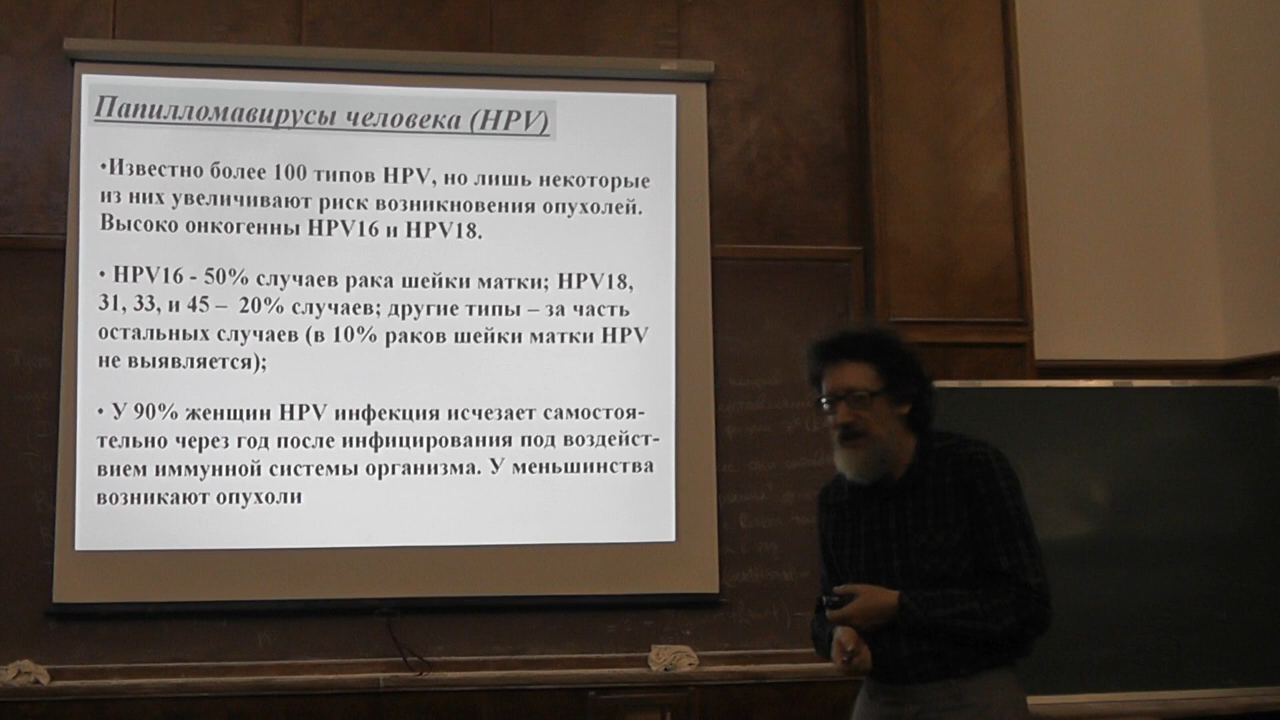 Папилломавирусы человека (HPV)
•Известно более 100 типов HPV, но лишь некоторые
из них увеличивают риск возникновения опухолей.
Высоко онкогенны HPV16 и HPV18.
• HPV16 - 50% случаев рака шейки матки; HPV18,
31, 33, и 45 – 20% случаев; другие типы – за часть
остальных случаев (в 10% раков шейки матки HPV
не выявляется);
• У 90% женщин HPV инфекция исчезает самостоя-
тельно через год после инфицирования под воздейст-
вием иммунной системы организма. У меньшинства
возникают опухоли